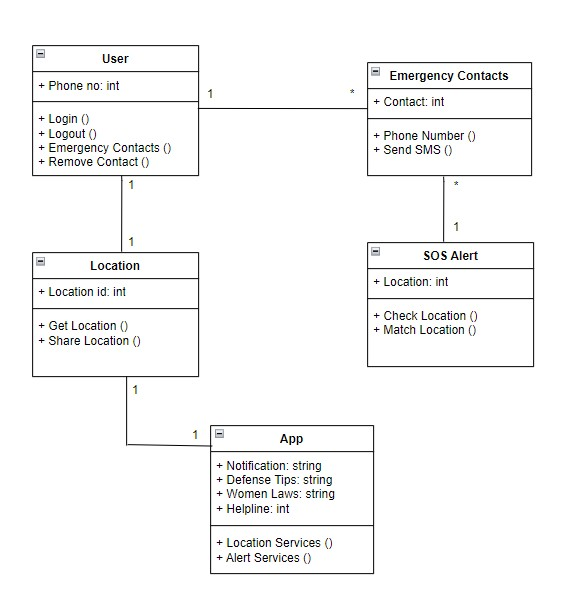 User
+ Phone no: int
+ Login ()
+ Logout ()
+ Emergency Contacts ()
+ Remove Contact ()
1
*
Emergency Contacts
+ Contact: int
+ Phone Number ()
+ Send SMS ()
1
1
*
1
Location
+ Location id: int
+ Get Location ()
+ Share Location ()
SOS Alert
+ Location: int
+ Check Location ()
+ Match Location ()
1
1
App
+ Notification: string
+ Defense Tips: string
+ Women Laws: string
+ Helpline: int
+ Location Services ()
+ Alert Services ()